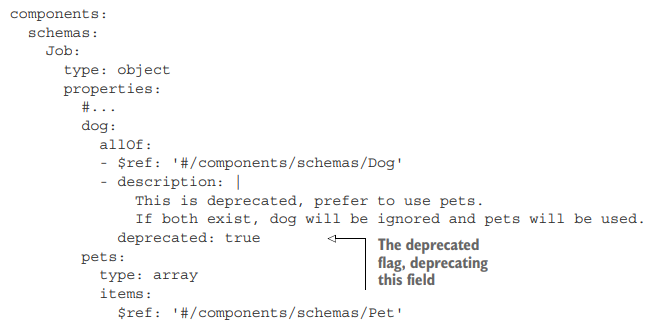 components:
  schemas:
    Job:
      type: object
      properties:
        #...
        dog:
          allOf:
          - $ref: '#/components/schemas/Dog'
          - description: |
              This is deprecated, prefer to use pets.
              If both exist, dog will be ignored and pets will be used.
            deprecated: true
        pets:
          type: array
          items:
            $ref: '#/components/schemas/Pet'
The deprecated
flag, deprecating
this field